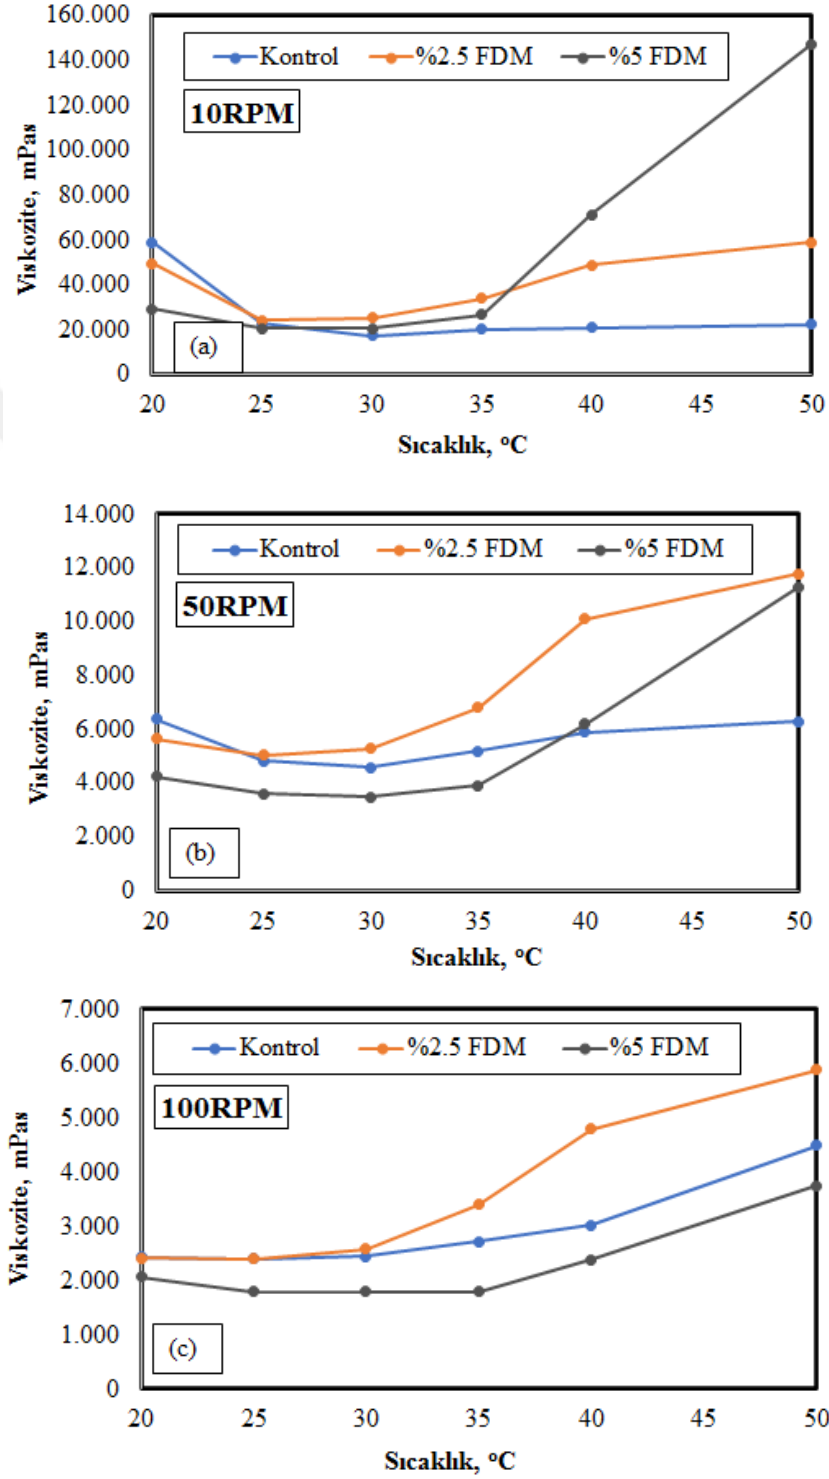 160.000
140.000
120.000
100.000
80.000
60.000
40.000
20.000
0
Viskozite, mPas
Kontrol %2.5 FDM %5 FDM
10RPM
(a)
20 25 30 35 40 45 50
Sıcaklık, °C
14.000
12.000
10.000
8.000
6.000
4.000
2.000
0
Viskozite, mPas
Kontrol %2.5 FDM %5 FDM
50RPM
(b)
20 25 30 35 40 45 50
Sıcaklık, °C
7.000
6.000
5.000
4.000
3.000
2.000
1.000
0
Viskozite, mPas
Kontrol %2.5 FDM %5 FDM
100RPM
(c)
20 25 30 35 40 45 50
Sıcaklık, °C